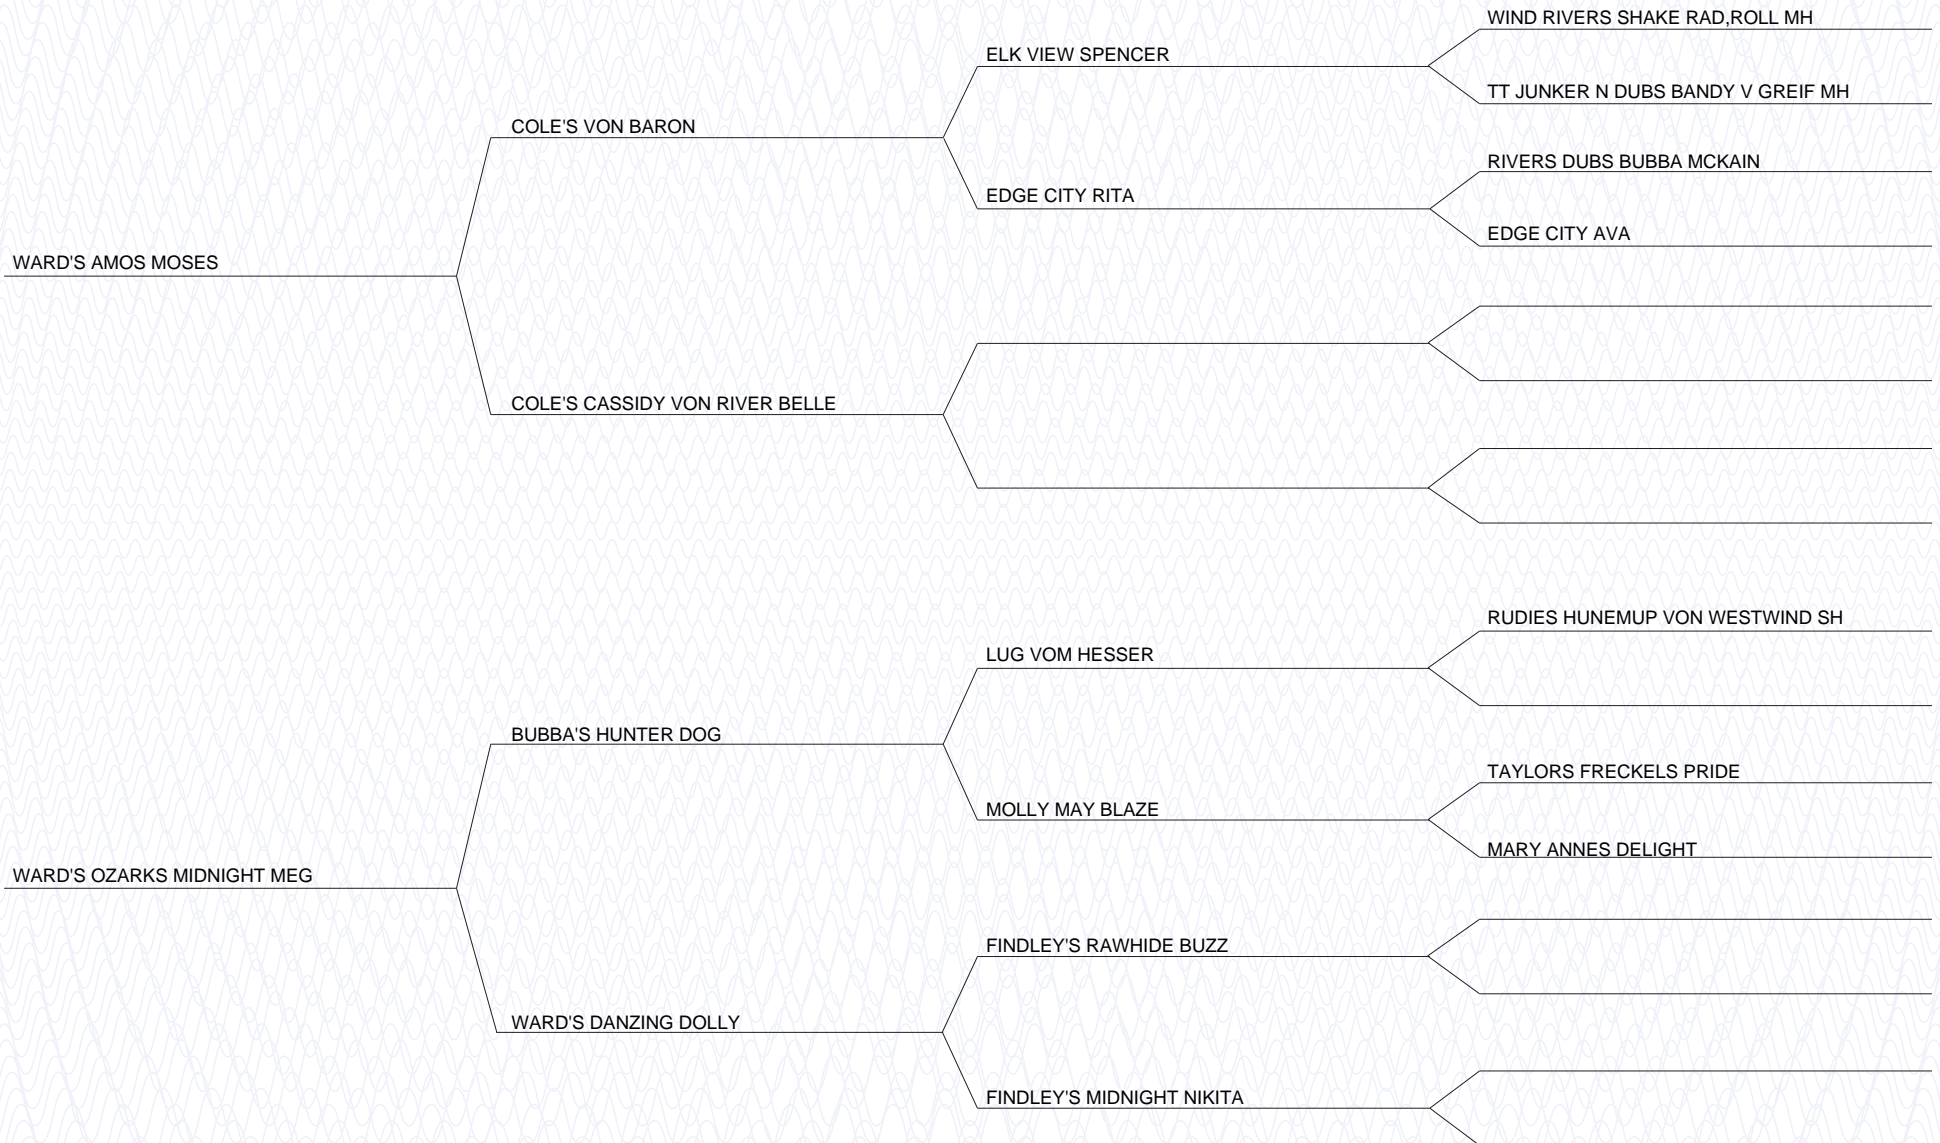 WIND RIVERS SHAKE RAD,ROLL MH
ELK VIEW SPENCER
TT JUNKER N DUBS BANDY V GREIF MH
COLE'S VON BARON
RIVERS DUBS BUBBA MCKAIN
EDGE CITY RITA
EDGE CITY AVA
WARD'S AMOS MOSES
COLE'S CASSIDY VON RIVER BELLE
RUDIES HUNEMUP VON WESTWIND SH
LUG VOM HESSER
BUBBA'S HUNTER DOG
TAYLORS FRECKELS PRIDE
MOLLY MAY BLAZE
MARY ANNES DELIGHT
WARD'S OZARKS MIDNIGHT MEG
FINDLEY'S RAWHIDE BUZZ
WARD'S DANZING DOLLY
FINDLEY'S MIDNIGHT NIKITA